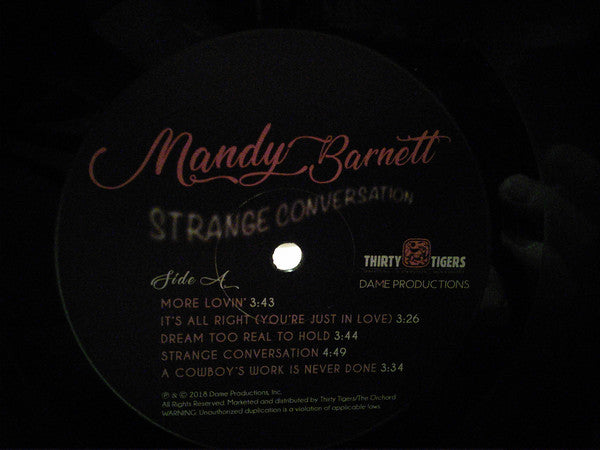 Mandy Barnett
STRANGE CONVERSATION
THIRTY TIGERS
DAME PRODUCTIONS
Side A
MORE LOVIN' 3:43
IT'S ALL RIGHT (YOU'RE JUST IN LOVE) 3:26
DREAM TOO REAL TO HOLD 3:44
STRANGE CONVERSATION 4:49
A COWBOY'S WORK IS NEVER DONE 3:34
℗ & © 2018 Dame Productions, Inc.
All Rights Reserved. Marketed and distributed by Thirty Tigers/The Orchard.
WARNING: Unauthorized duplication is a violation of applicable laws.